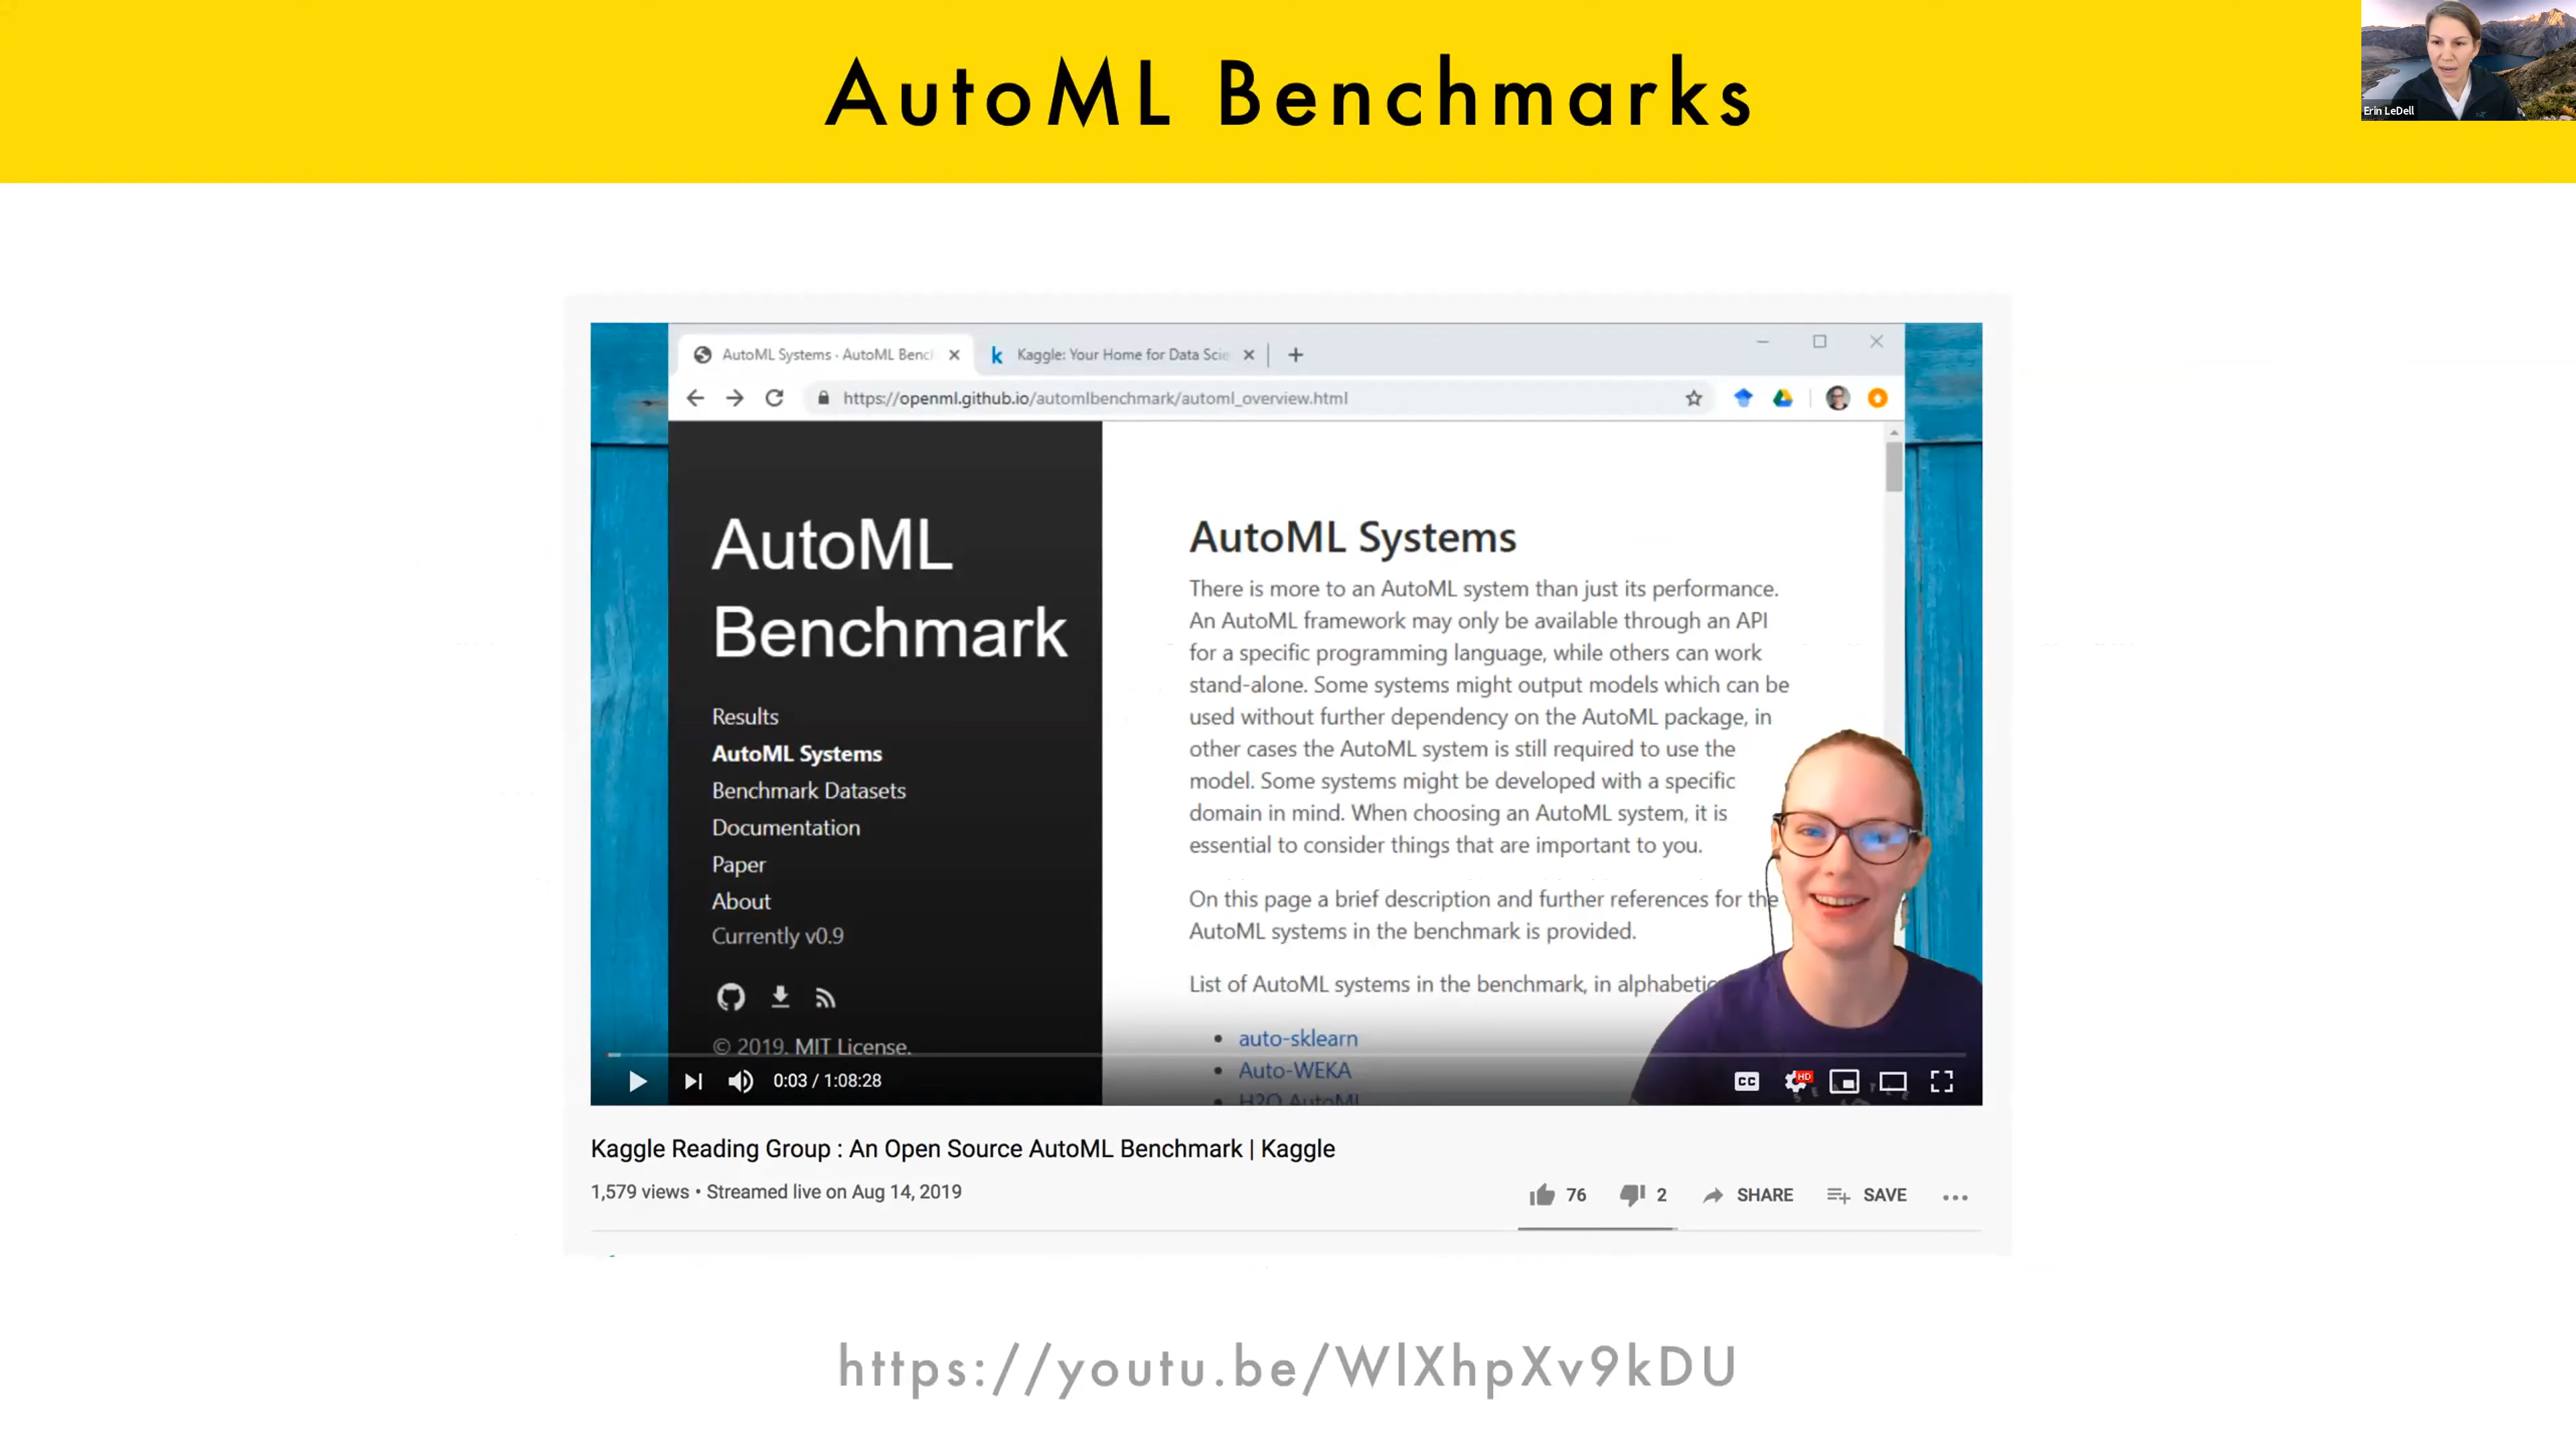 AutoML Benchmarks
Erin LeDell
AutoML Systems · AutoML Benc
Kaggle: Your Home for Data Scie
https://openml.github.io/automlbenchmark/automl_overview.html
AutoML
Benchmark
Results
AutoML Systems
Benchmark Datasets
Documentation
Paper
About
Currently v0.9
© 2019. MIT License.
AutoML Systems
There is more to an AutoML system than just its performance.
An AutoML framework may only be available through an API
for a specific programming language, while others can work
stand-alone. Some systems might output models which can be
used without further dependency on the AutoML package, in
other cases the AutoML system is still required to use the
model. Some systems might be developed with a specific
domain in mind. When choosing an AutoML system, it is
essential to consider things that are important to you.
On this page a brief description and further references for the
AutoML systems in the benchmark is provided.
List of AutoML systems in the benchmark, in alphabetic
• auto-sklearn
• Auto-WEKA
• H2O AutoML
0:03 / 1:08:28
CC
HD
Kaggle Reading Group : An Open Source AutoML Benchmark | Kaggle
1,579 views • Streamed live on Aug 14, 2019
76
2
SHARE
SAVE
https://youtu.be/WlXhpXv9kDU